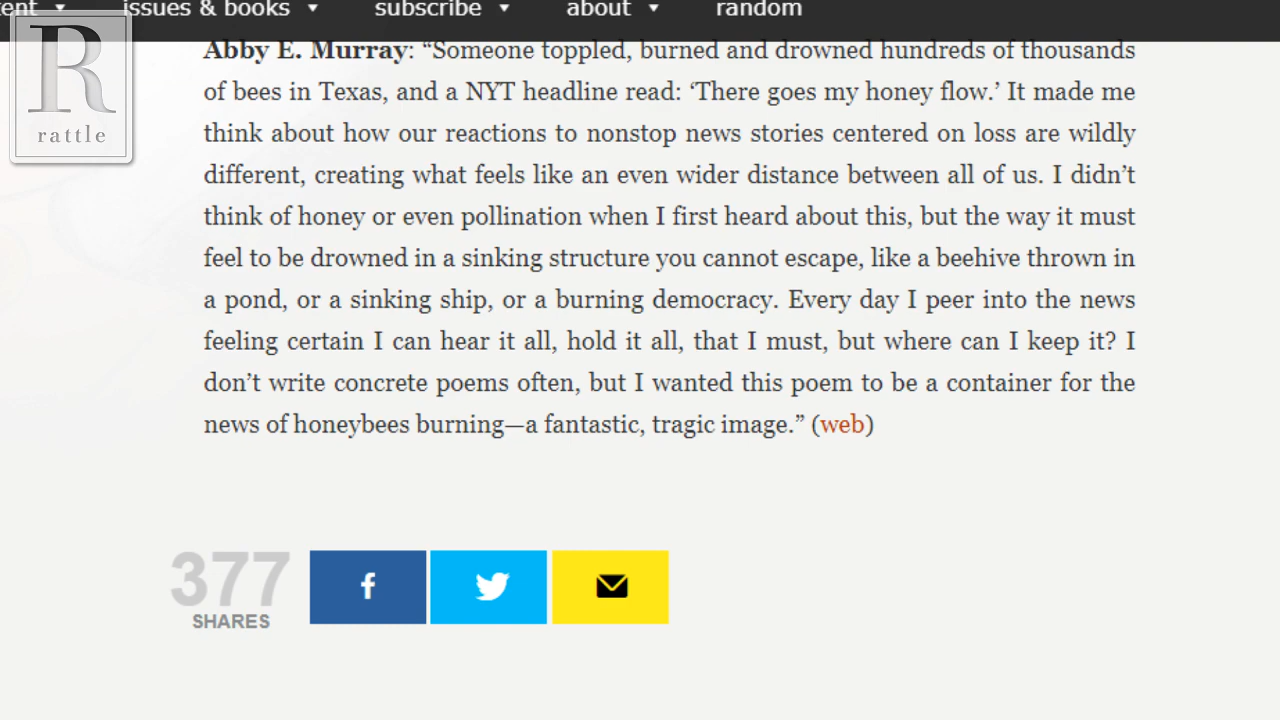 ent issues & books subscribe about random
R
rattle
Abby E. Murray: “Someone toppled, burned and drowned hundreds of thousands
of bees in Texas, and a NYT headline read: ‘There goes my honey flow.’ It made me
think about how our reactions to nonstop news stories centered on loss are wildly
different, creating what feels like an even wider distance between all of us. I didn’t
think of honey or even pollination when I first heard about this, but the way it must
feel to be drowned in a sinking structure you cannot escape, like a beehive thrown in
a pond, or a sinking ship, or a burning democracy. Every day I peer into the news
feeling certain I can hear it all, hold it all, that I must, but where can I keep it? I
don’t write concrete poems often, but I wanted this poem to be a container for the
news of honeybees burning—a fantastic, tragic image.” (web)
377
SHARES
f